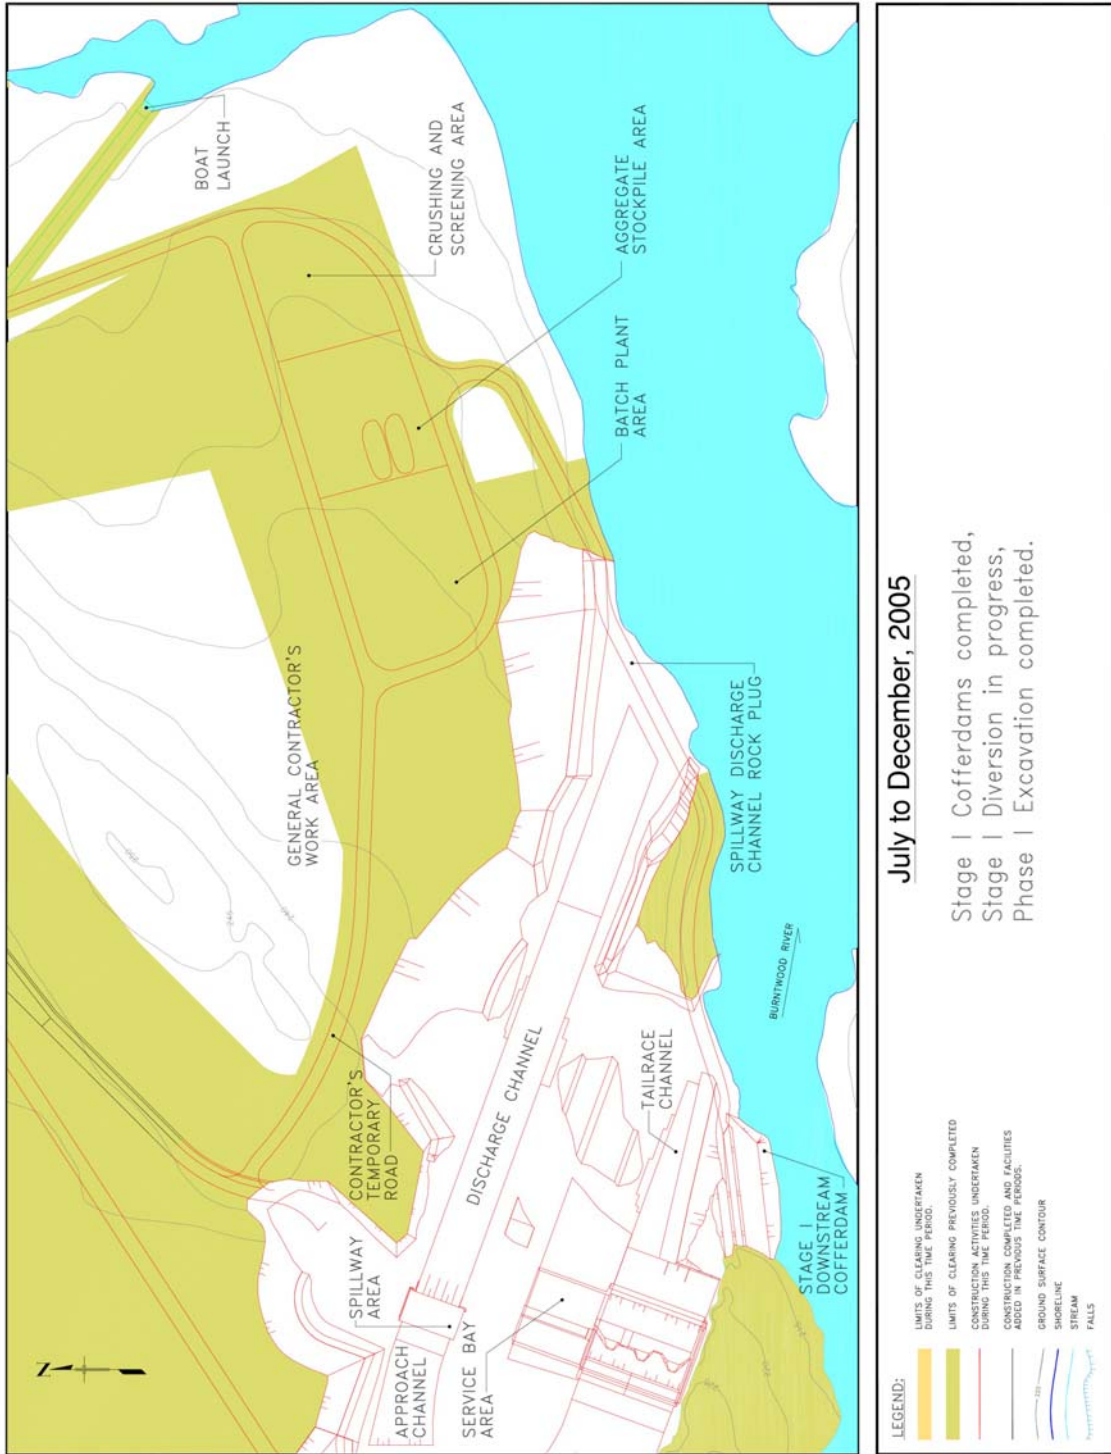 N
APPROACH
CHANNEL
SPILLWAY
AREA
SERVICE BAY
AREA
CONTRACTOR'S
TEMPORARY
ROAD
DISCHARGE CHANNEL
GENERAL CONTRACTOR'S
WORK AREA
BOAT
LAUNCH
CRUSHING AND
SCREENING AREA
AGGREGATE
STOCKPILE AREA
BATCH PLANT
AREA
TAILRACE
CHANNEL
SPILLWAY DISCHARGE
CHANNEL ROCK PLUG
STAGE I
DOWNSTREAM
COFFERDAM
BURNTWOOD RIVER
250
245
240
LEGEND:
LIMITS OF CLEARING UNDERTAKEN
DURING THIS TIME PERIOD.
LIMITS OF CLEARING PREVIOUSLY COMPLETED
CONSTRUCTION ACTIVITIES UNDERTAKEN
DURING THIS TIME PERIOD.
CONSTRUCTION COMPLETED AND FACILITIES
ADDED IN PREVIOUS TIME PERIODS.
GROUND SURFACE CONTOUR
SHORELINE
STREAM
FALLS
July to December, 2005
Stage I Cofferdams completed,
Stage I Diversion in progress,
Phase I Excavation completed.